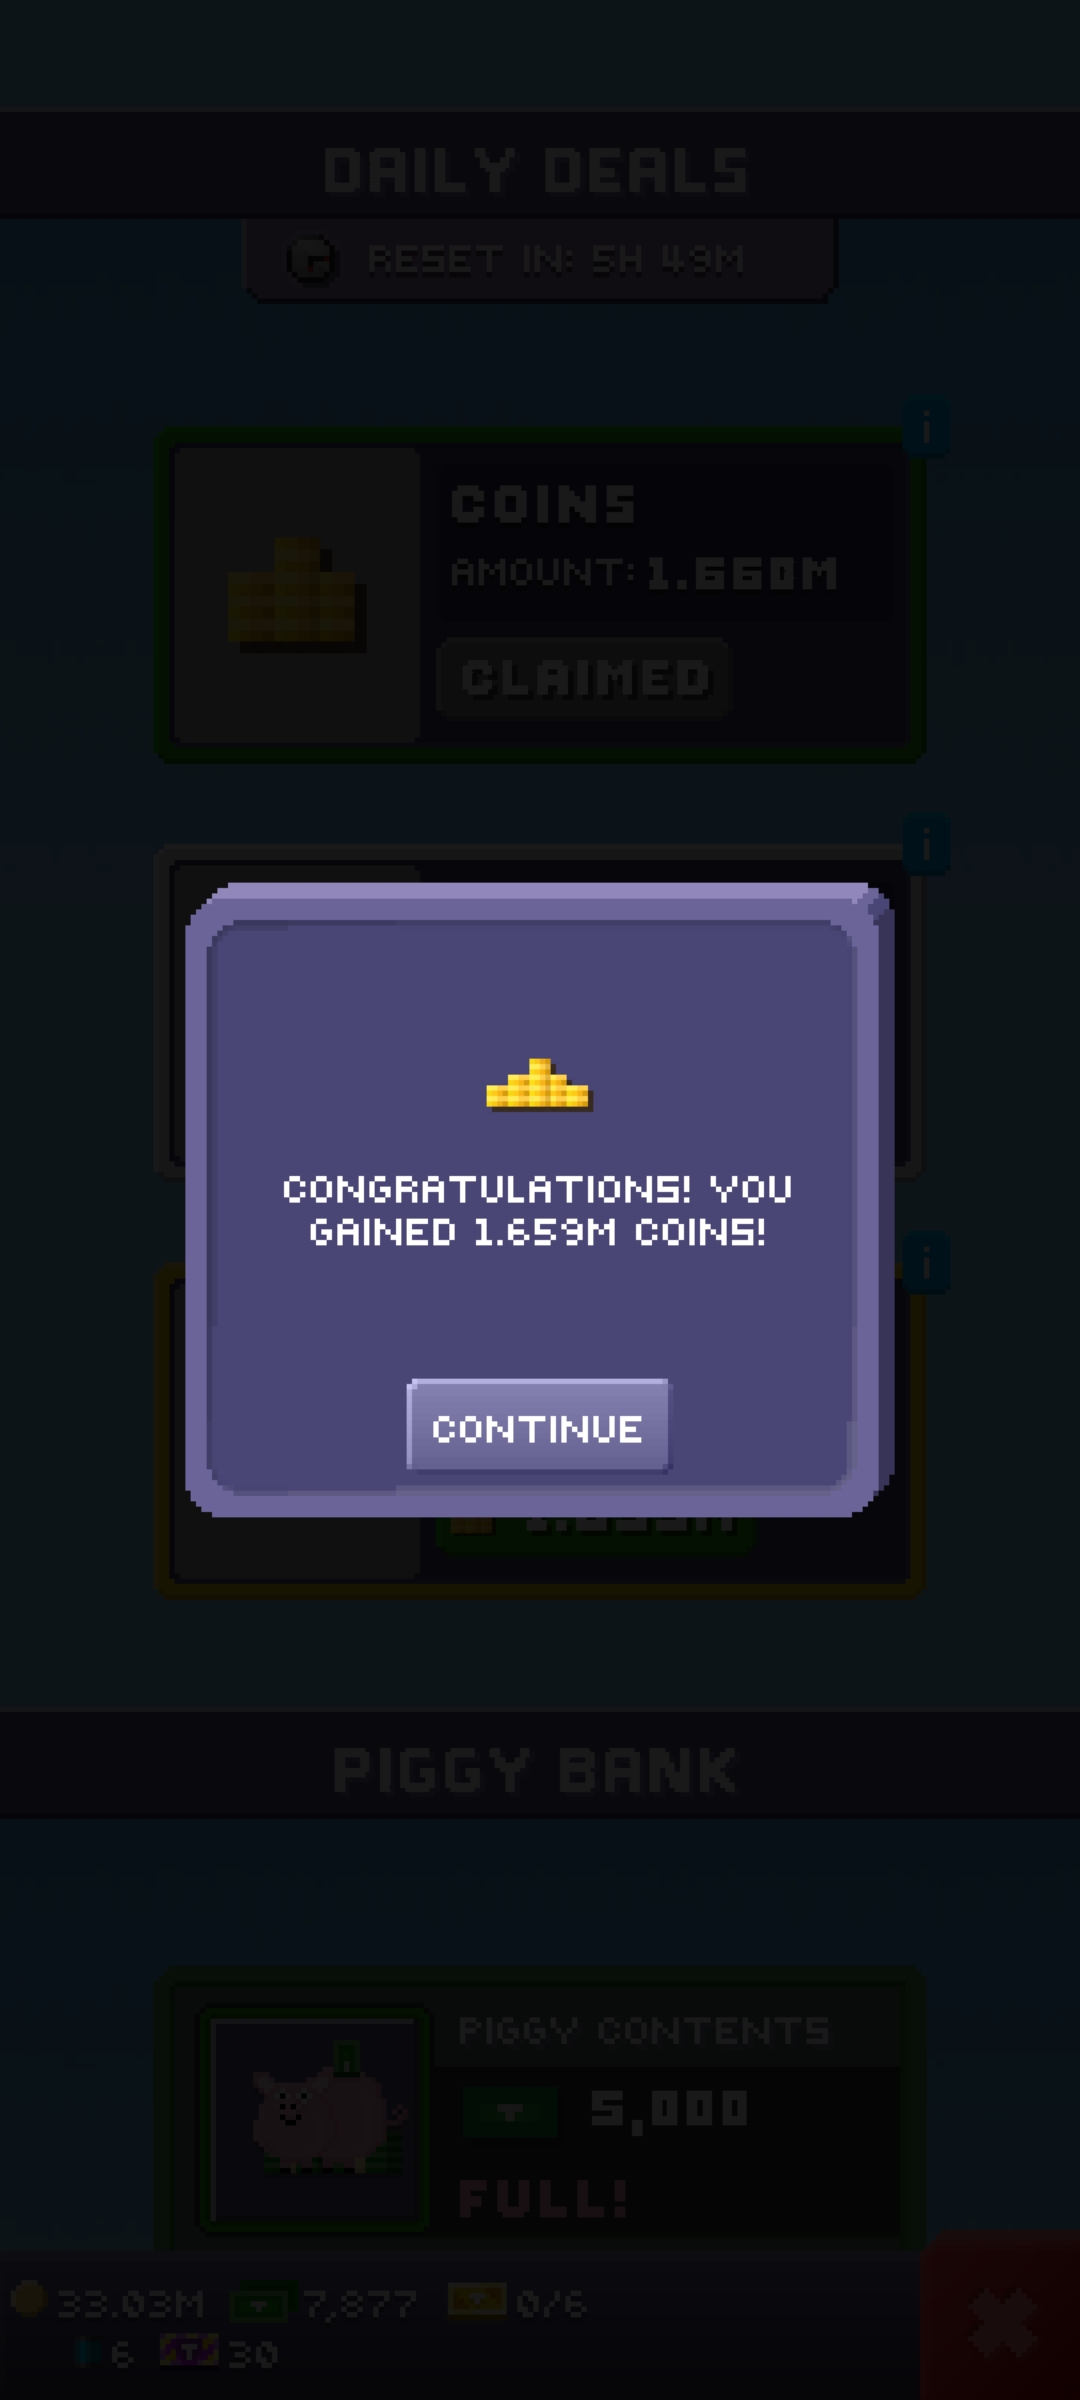 DAILY DEALS
RESET IN: 5H 49M
i
COINS
AMOUNT: 1.660M
CLAIMED
i
CONGRATULATIONS! YOU
GAINED 1.659M COINS!
i
CONTINUE
PIGGY BANK
PIGGY CONTENTS
5,000
FULL!
33.03M 7,877 0/6
6 30